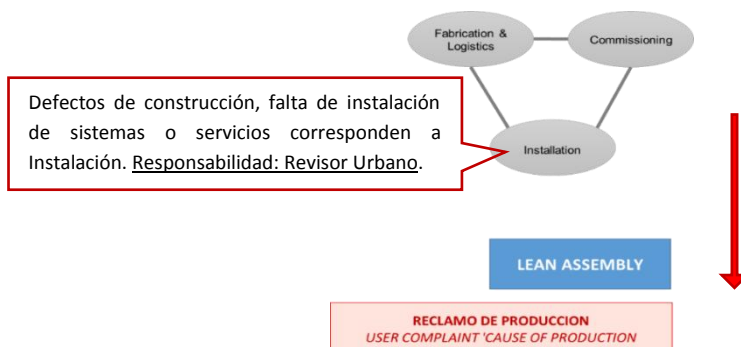 Fabrication &
Logistics
Commissioning
Defectos de construcción, falta de instalación
de sistemas o servicios corresponden a
Instalación. Responsabilidad: Revisor Urbano.
Installation
LEAN ASSEMBLY
RECLAMO DE PRODUCCION
USER COMPLAINT 'CAUSE OF PRODUCTION